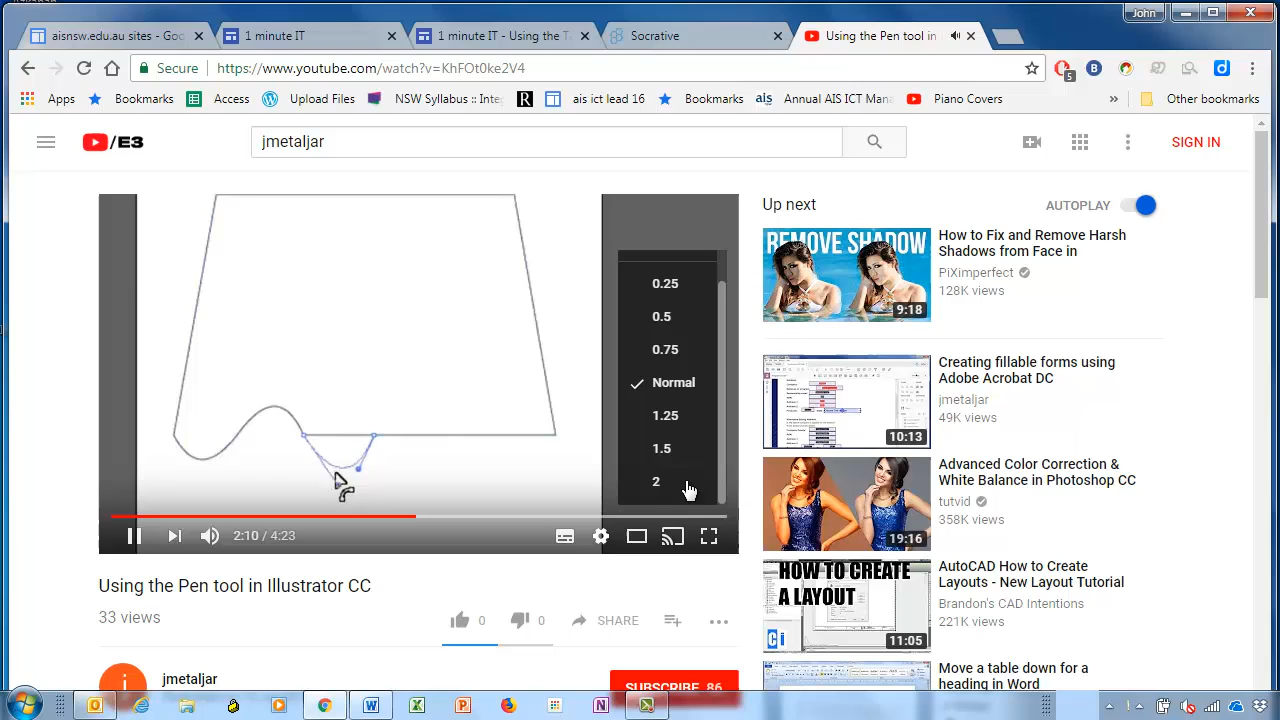 John
aisnsw.edu.au sites - Goo
1 minute IT
1 minute IT - Using the T
Socrative
Using the Pen tool in
Secure
https://www.youtube.com/watch?v=KhFOt0ke2V4
5
B
d
Apps
Bookmarks
Access
Upload Files
NSW Syllabus :: Inte
R
ais ict lead 16
Bookmarks
ais
Annual AIS ICT Man
Piano Covers
»
Other bookmarks
/E3
jmetaljar
SIGN IN
0.25
0.5
0.75
Normal
1.25
1.5
2
2:10 / 4:23
Using the Pen tool in Illustrator CC
33 views
0
0
SHARE
jmetaljar
SUBSCRIBE 86
Up next
AUTOPLAY
REMOVE SHADOW
9:18
How to Fix and Remove Harsh
Shadows from Face in
PiXimperfect
128K views
10:13
Creating fillable forms using
Adobe Acrobat DC
jmetaljar
49K views
19:16
Advanced Color Correction &
White Balance in Photoshop CC
tutvid
358K views
HOW TO CREATE
A LAYOUT
Ci
11:05
AutoCAD How to Create
Layouts - New Layout Tutorial
Brandon's CAD Intentions
221K views
Move a table down for a
heading in Word